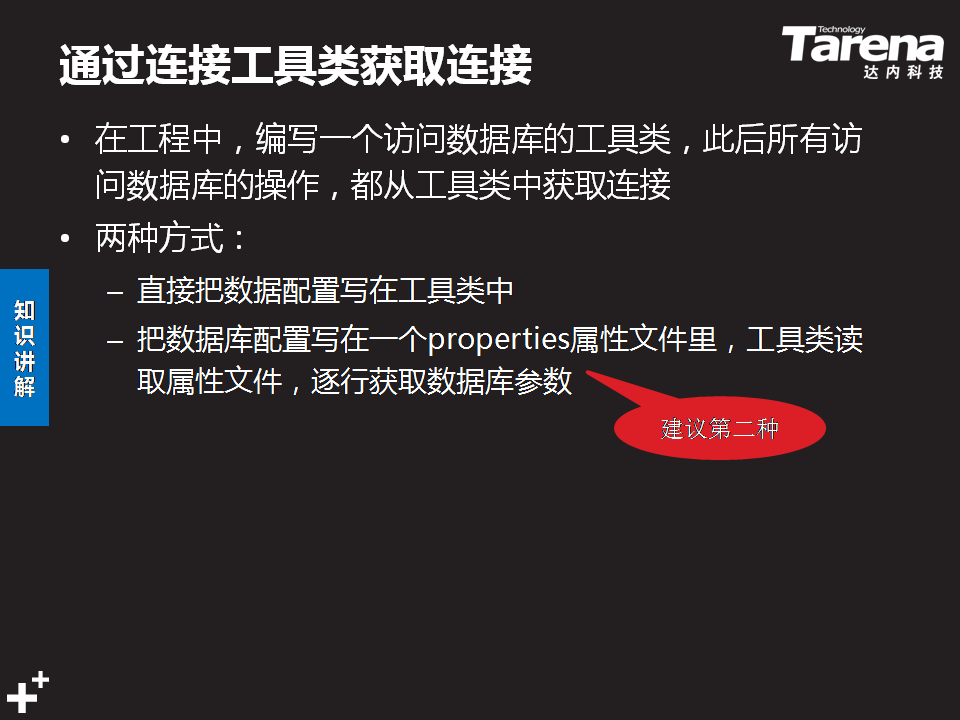 通过连接工具类获取连接
Technology
Tarena
达内科技
• 在工程中，编写一个访问数据库的工具类，此后所有访
问数据库的操作，都从工具类中获取连接
• 两种方式：
– 直接把数据配置写在工具类中
– 把数据库配置写在一个properties属性文件里，工具类读
取属性文件，逐行获取数据库参数
建议第二种
知
识
讲
解